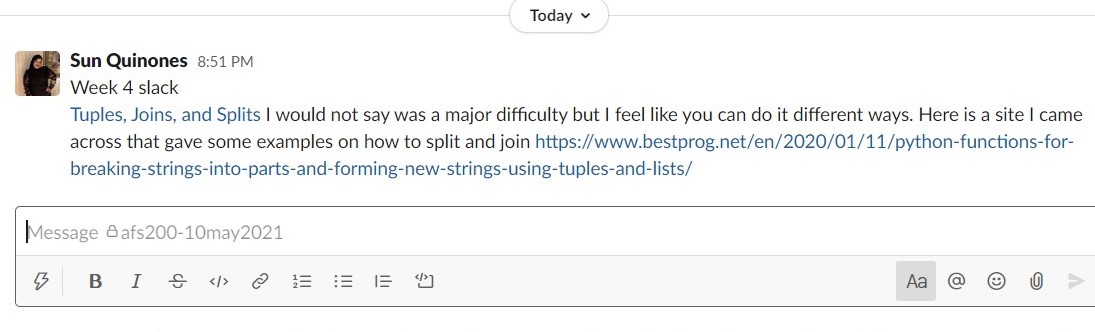 Today
Sun Quinones 8:51 PM
Week 4 slack
Tuples, Joins, and Splits I would not say was a major difficulty but I feel like you can do it different ways. Here is a site I came
across that gave some examples on how to split and join https://www.bestprog.net/en/2020/01/11/python-functions-for-
breaking-strings-into-parts-and-forming-new-strings-using-tuples-and-lists/
Message afs200-10may2021
B I S </> Aa @